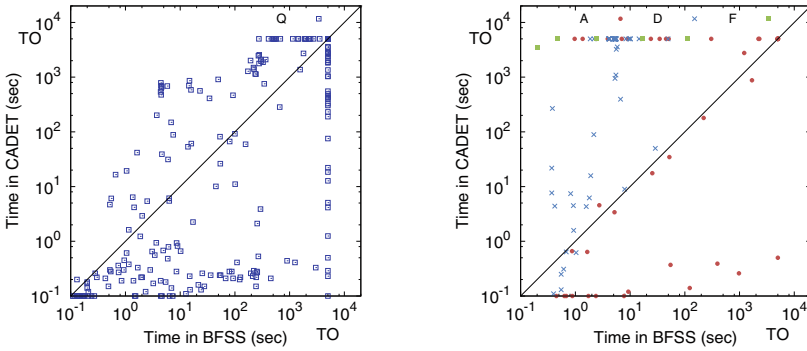 Q
10^4
TO
10^3
10^2
10^1
10^0
10^-1
Time in CADET (sec)
10^-1 10^0 10^1 10^2 10^3 10^4
Time in BFSS (sec)
TO
A D F
10^4
TO
10^3
10^2
10^1
10^0
10^-1
Time in CADET (sec)
10^-1 10^0 10^1 10^2 10^3 10^4
Time in BFSS (sec)
TO